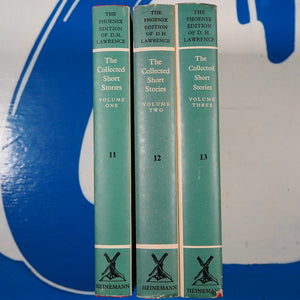 THE
PHOENIX
EDITION
OF D. H.
LAWRENCE
The
Collected
Short
Stories
VOLUME
ONE
11
HEINEMANN
THE
PHOENIX
EDITION
OF D. H.
LAWRENCE
The
Collected
Short
Stories
VOLUME
TWO
12
HEINEMANN
THE
PHOENIX
EDITION
OF D. H.
LAWRENCE
The
Collected
Short
Stories
VOLUME
THREE
13
HEINEMANN